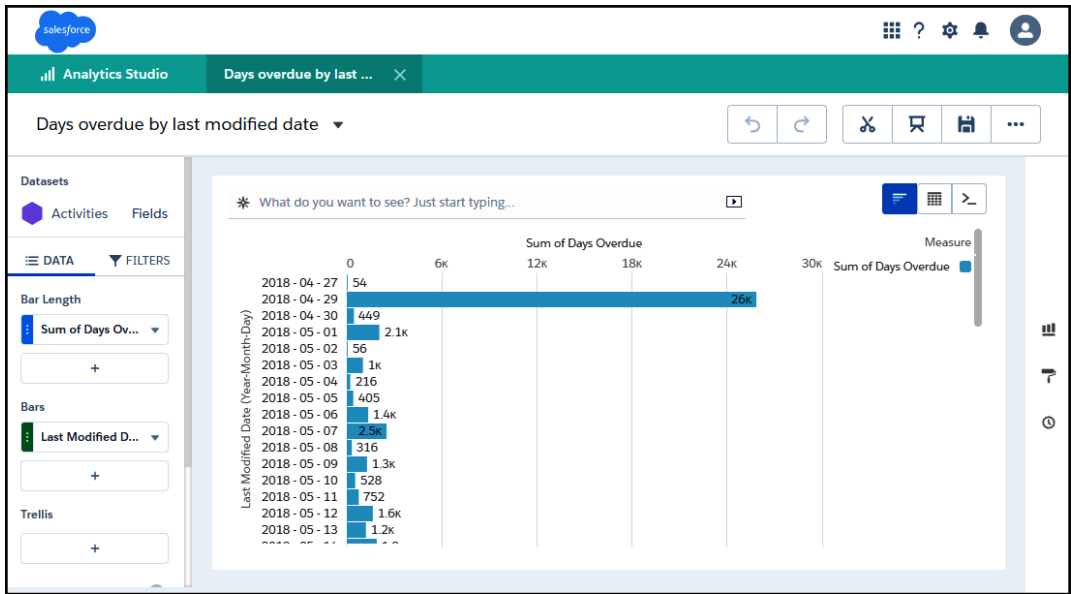 salesforce
?
Analytics Studio
Days overdue by last ...
Days overdue by last modified date
Datasets
Activities Fields
DATA FILTERS
Bar Length
Sum of Days Ov...
+
Bars
Last Modified D...
+
Trellis
+
What do you want to see? Just start typing...
Sum of Days Overdue
Measure
Sum of Days Overdue
0 6K 12K 18K 24K 30K
Last Modified Date (Year-Month-Day)
2018 - 04 - 27 54
2018 - 04 - 29 26K
2018 - 04 - 30 449
2018 - 05 - 01 2.1K
2018 - 05 - 02 56
2018 - 05 - 03 1K
2018 - 05 - 04 216
2018 - 05 - 05 405
2018 - 05 - 06 1.4K
2018 - 05 - 07 2.5K
2018 - 05 - 08 316
2018 - 05 - 09 1.3K
2018 - 05 - 10 528
2018 - 05 - 11 752
2018 - 05 - 12 1.6K
2018 - 05 - 13 1.2K